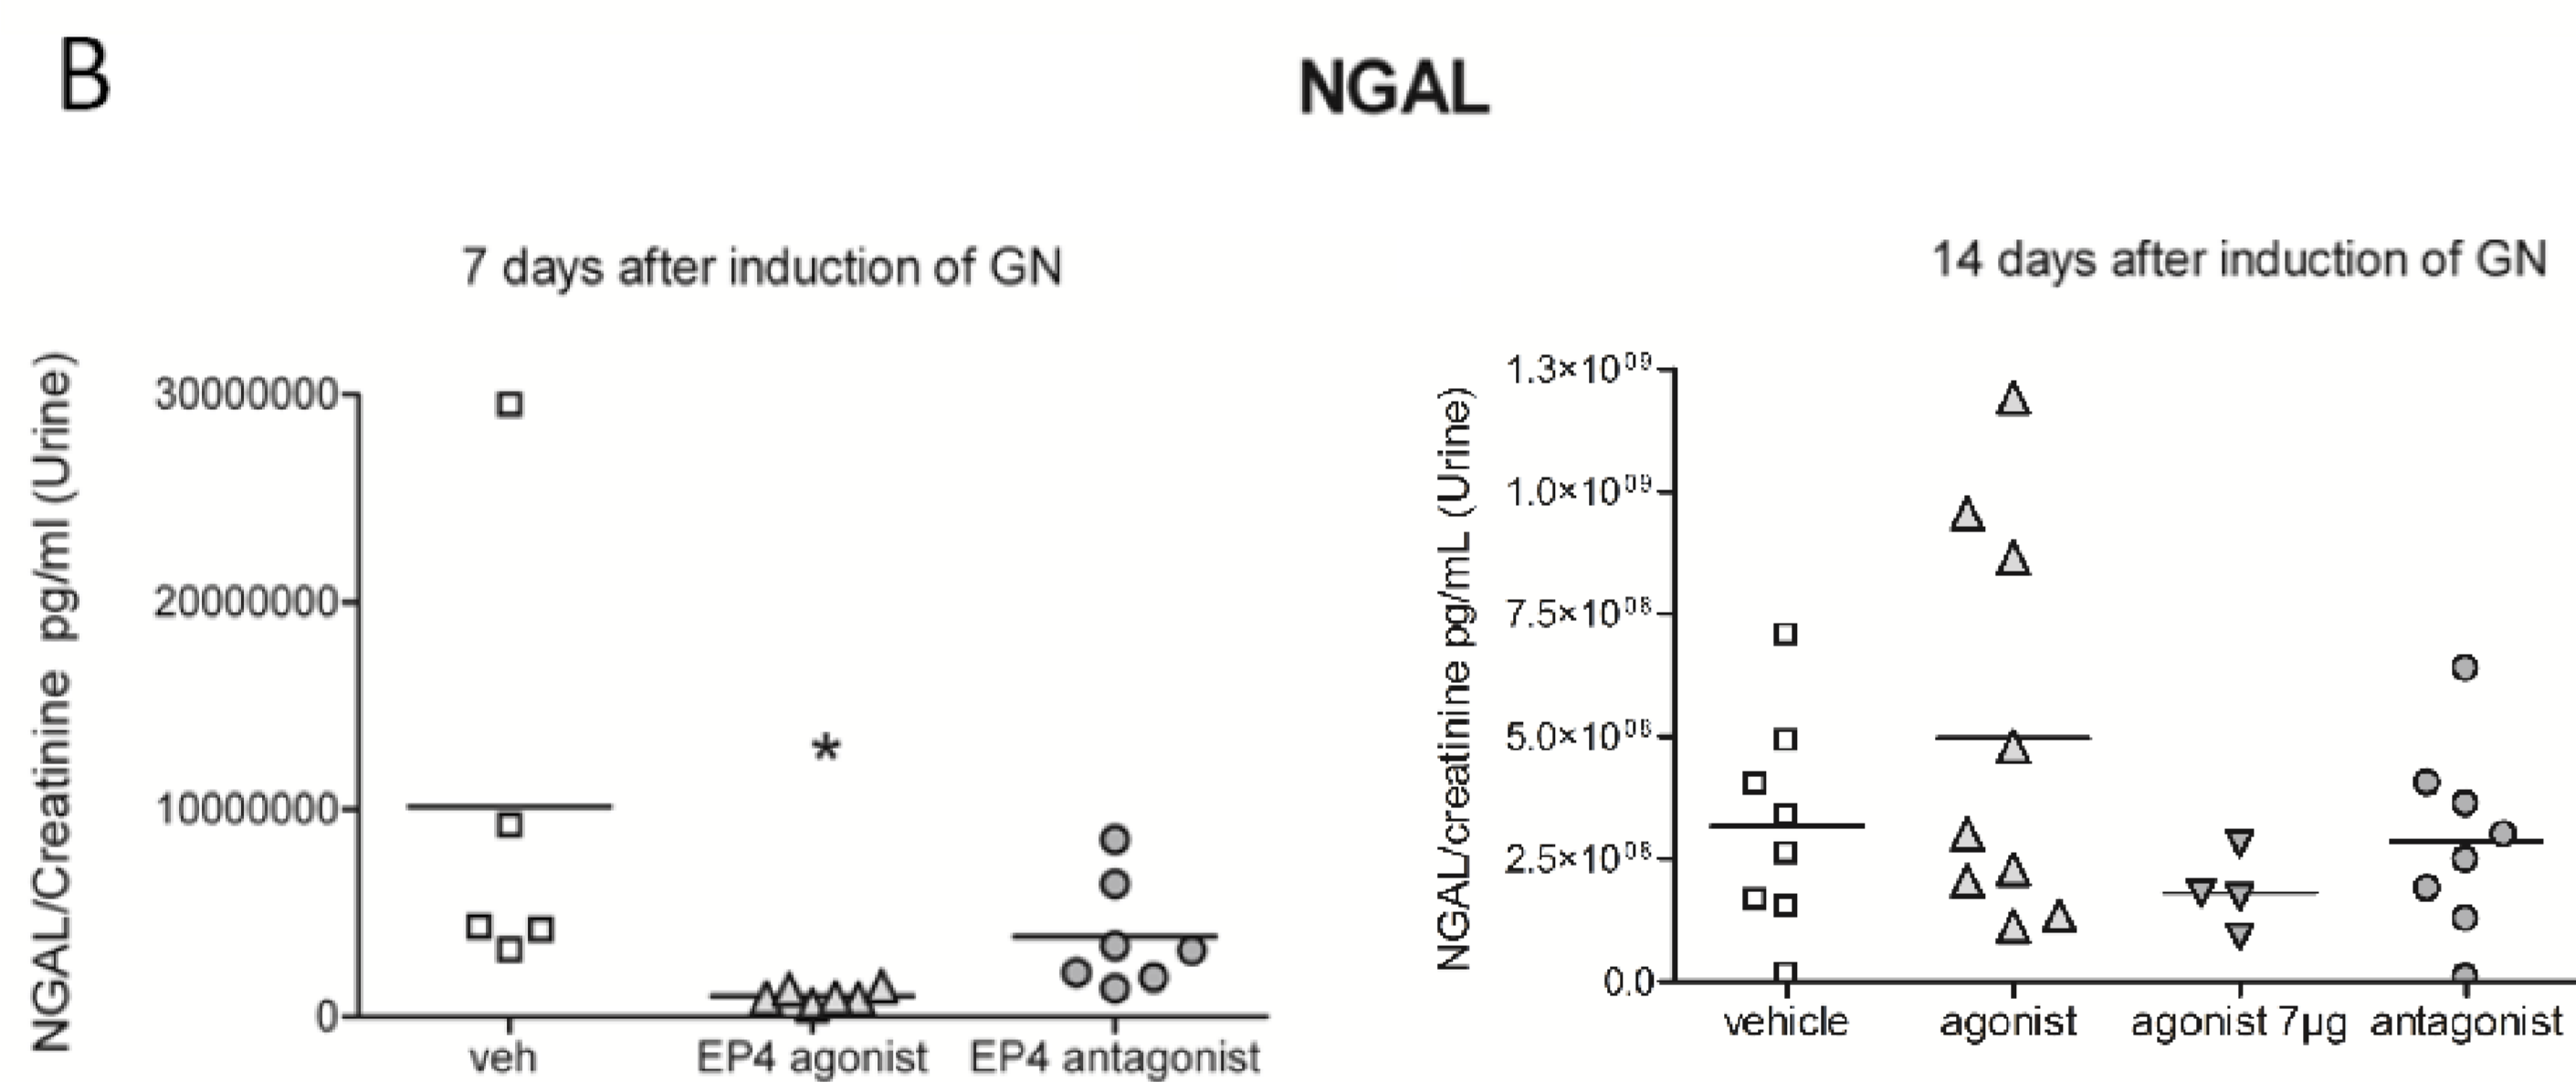 B
NGAL
7 days after induction of GN
NGAL/Creatinine pg/ml (Urine)
30000000
20000000
10000000
0
*
veh
EP4 agonist
EP4 antagonist
14 days after induction of GN
NGAL/creatinine pg/mL (Urine)
1.3×10⁰⁹
1.0×10⁰⁹
7.5×10⁰⁸
5.0×10⁰⁸
2.5×10⁰⁸
0.0
vehicle
agonist
agonist 7µg
antagonist